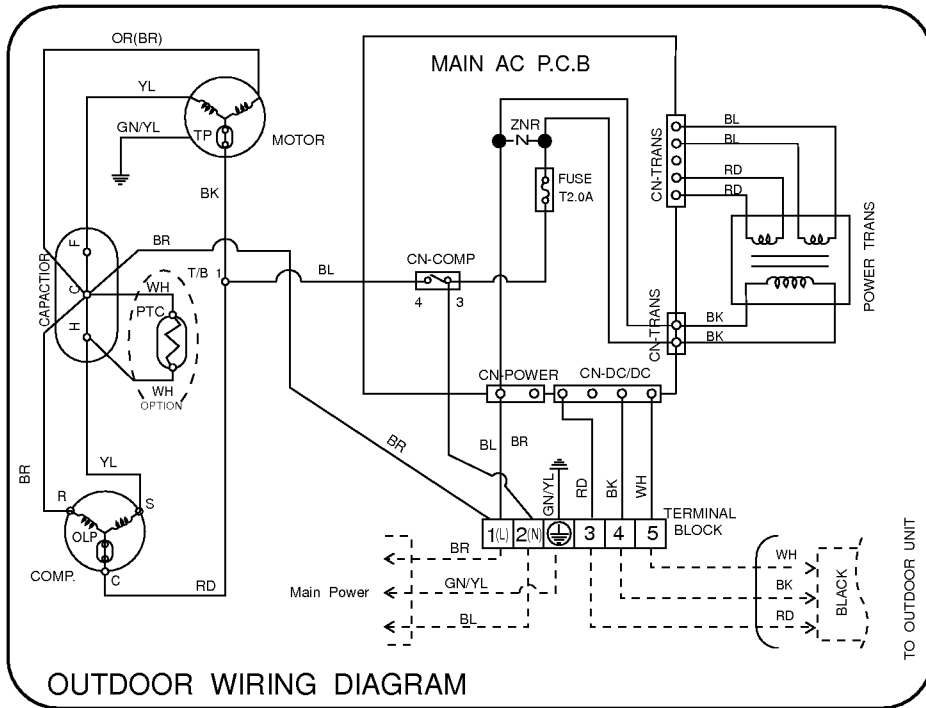 OR(BR)
MAIN AC P.C.B
YL
GN/YL
TP
MOTOR
ZNR
FUSE
T2.0A
CN-TRANS
BL
BL
RD
RD
POWER TRANS
BK
F
C
H
CAPACTIOR
BR
T/B 1
BL
CN-COMP
4 3
WH
PTC
WH
OPTION
CN-TRANS
BK
BK
CN-POWER
CN-DC/DC
BR
BL
BR
GN/YL
RD
BK
WH
BR
YL
R
S
OLP
COMP.
C
RD
1(L) 2(N) 3 4 5
TERMINAL
BLOCK
BR
Main Power
GN/YL
BL
WH
BK
RD
BLACK
TO OUTDOOR UNIT
OUTDOOR WIRING DIAGRAM